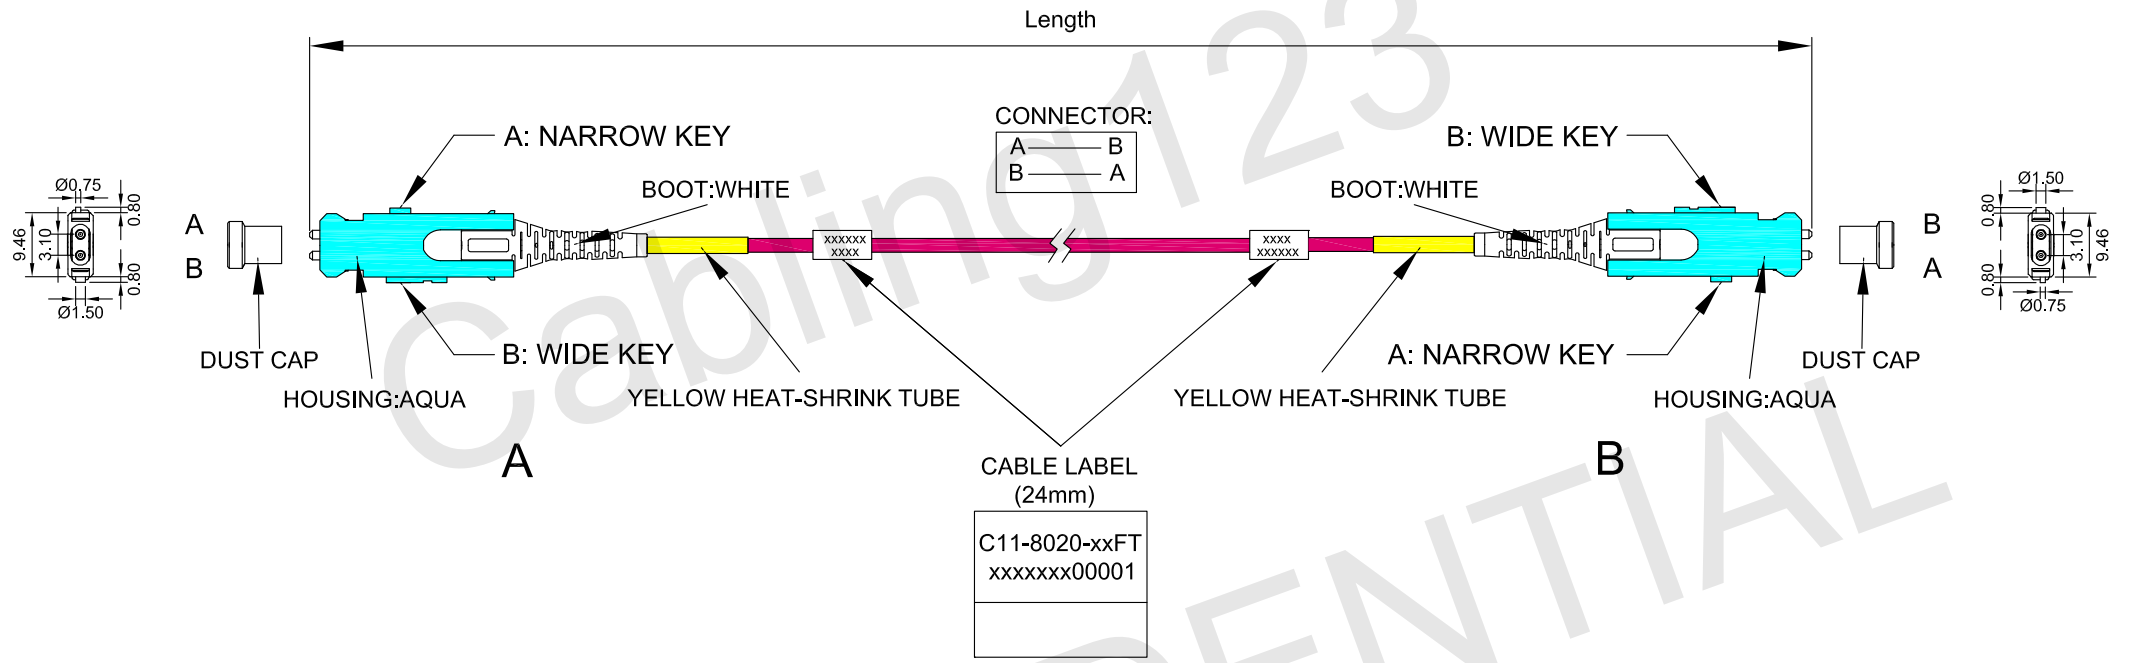 Length
CONNECTOR:
A B
B A
A: NARROW KEY
B: WIDE KEY
BOOT:WHITE
BOOT:WHITE
Ø0.75
0.80
9.46
3.10
0.80
Ø1.50
A
B
xxxxxx
xxxx
xxxx
xxxxxx
B
A
Ø1.50
0.80
3.10
9.46
0.80
Ø0.75
DUST CAP
B: WIDE KEY
A: NARROW KEY
DUST CAP
HOUSING:AQUA
YELLOW HEAT-SHRINK TUBE
YELLOW HEAT-SHRINK TUBE
HOUSING:AQUA
A
B
CABLE LABEL
(24mm)
C11-8020-xxFT
xxxxxxx00001
Cabling123
DENTIAL